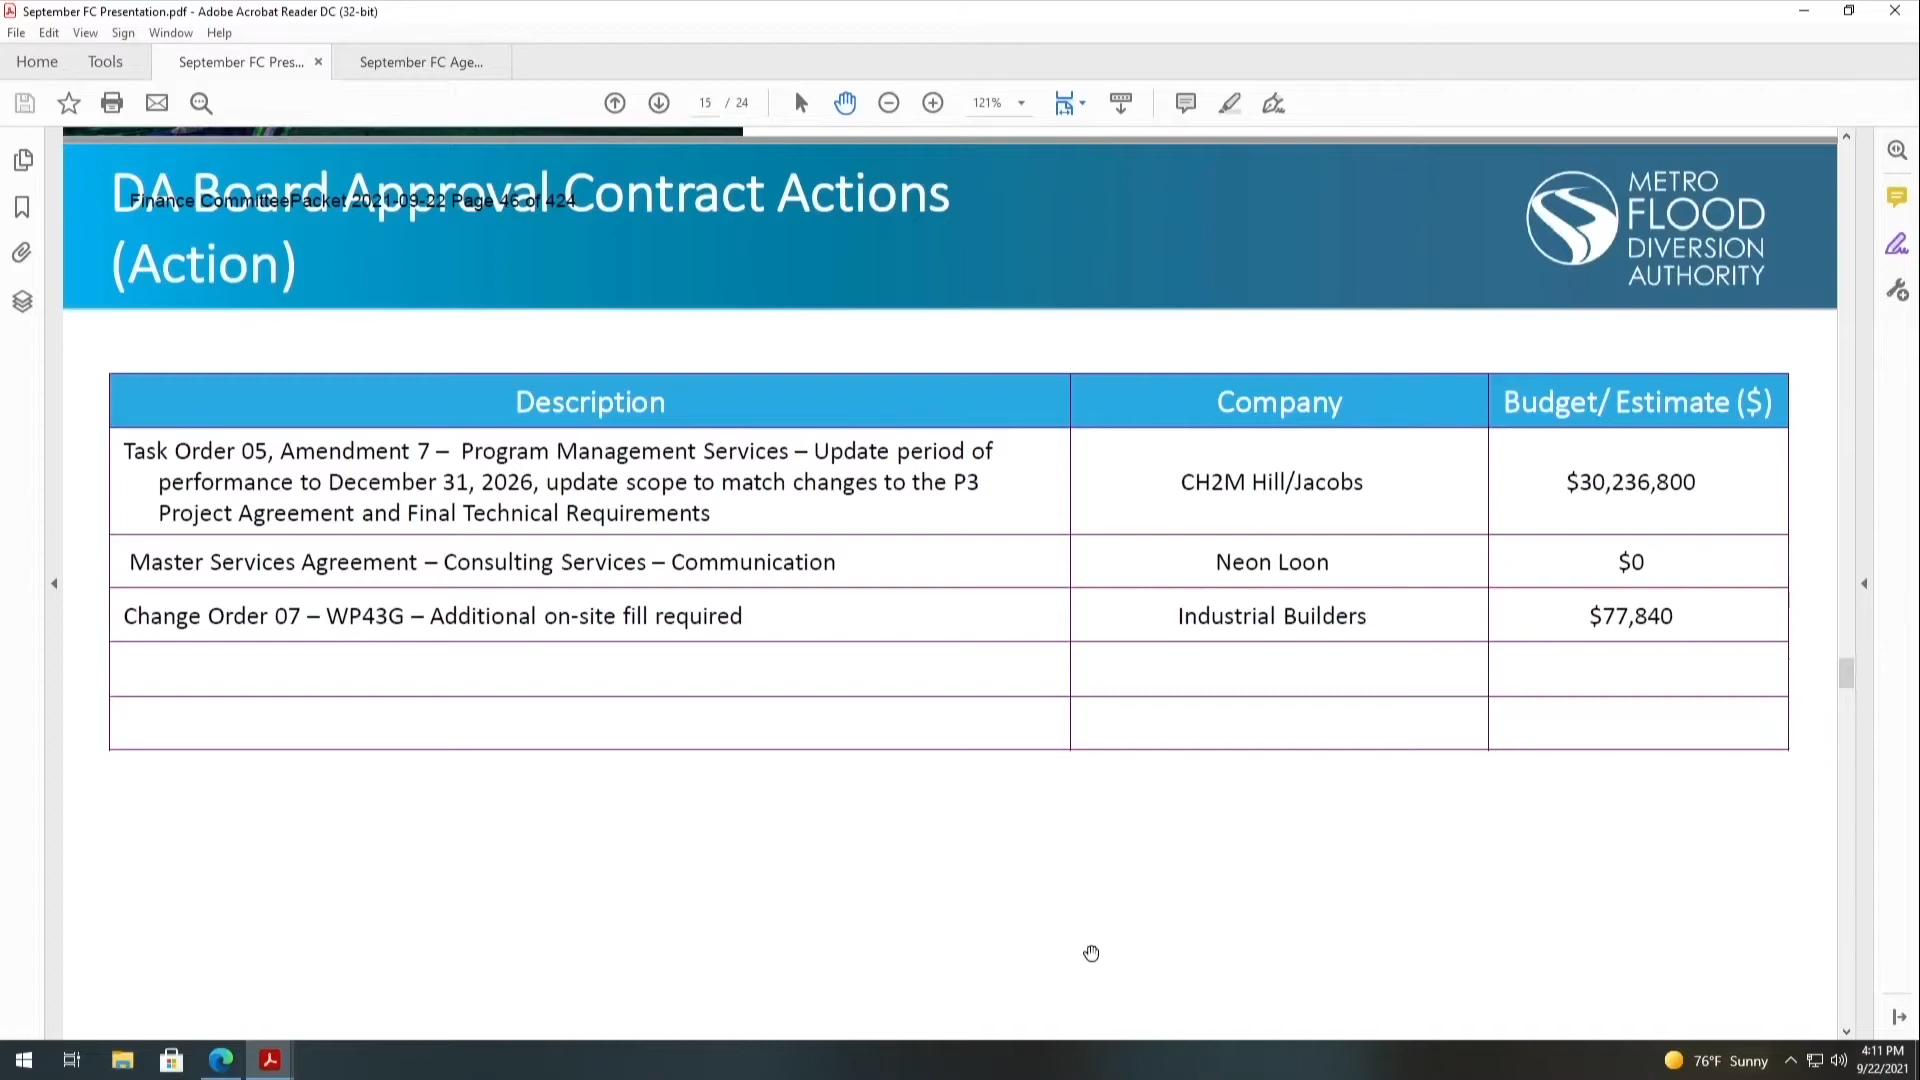 September FC Presentation.pdf - Adobe Acrobat Reader DC (32-bit)
File Edit View Sign Window Help
Home Tools September FC Pres... × September FC Age...
15 / 24 121%
DA Board Approval Contract Actions
Finance CommitteePacket 2021-09-22 Page 46 of 424
(Action)
METRO
FLOOD
DIVERSION
AUTHORITY
Description Company Budget/ Estimate ($)
Task Order 05, Amendment 7 – Program Management Services – Update period of
performance to December 31, 2026, update scope to match changes to the P3
Project Agreement and Final Technical Requirements
CH2M Hill/Jacobs $30,236,800
Master Services Agreement – Consulting Services – Communication Neon Loon $0
Change Order 07 – WP43G – Additional on-site fill required Industrial Builders $77,840
76°F Sunny
4:11 PM
9/22/2021